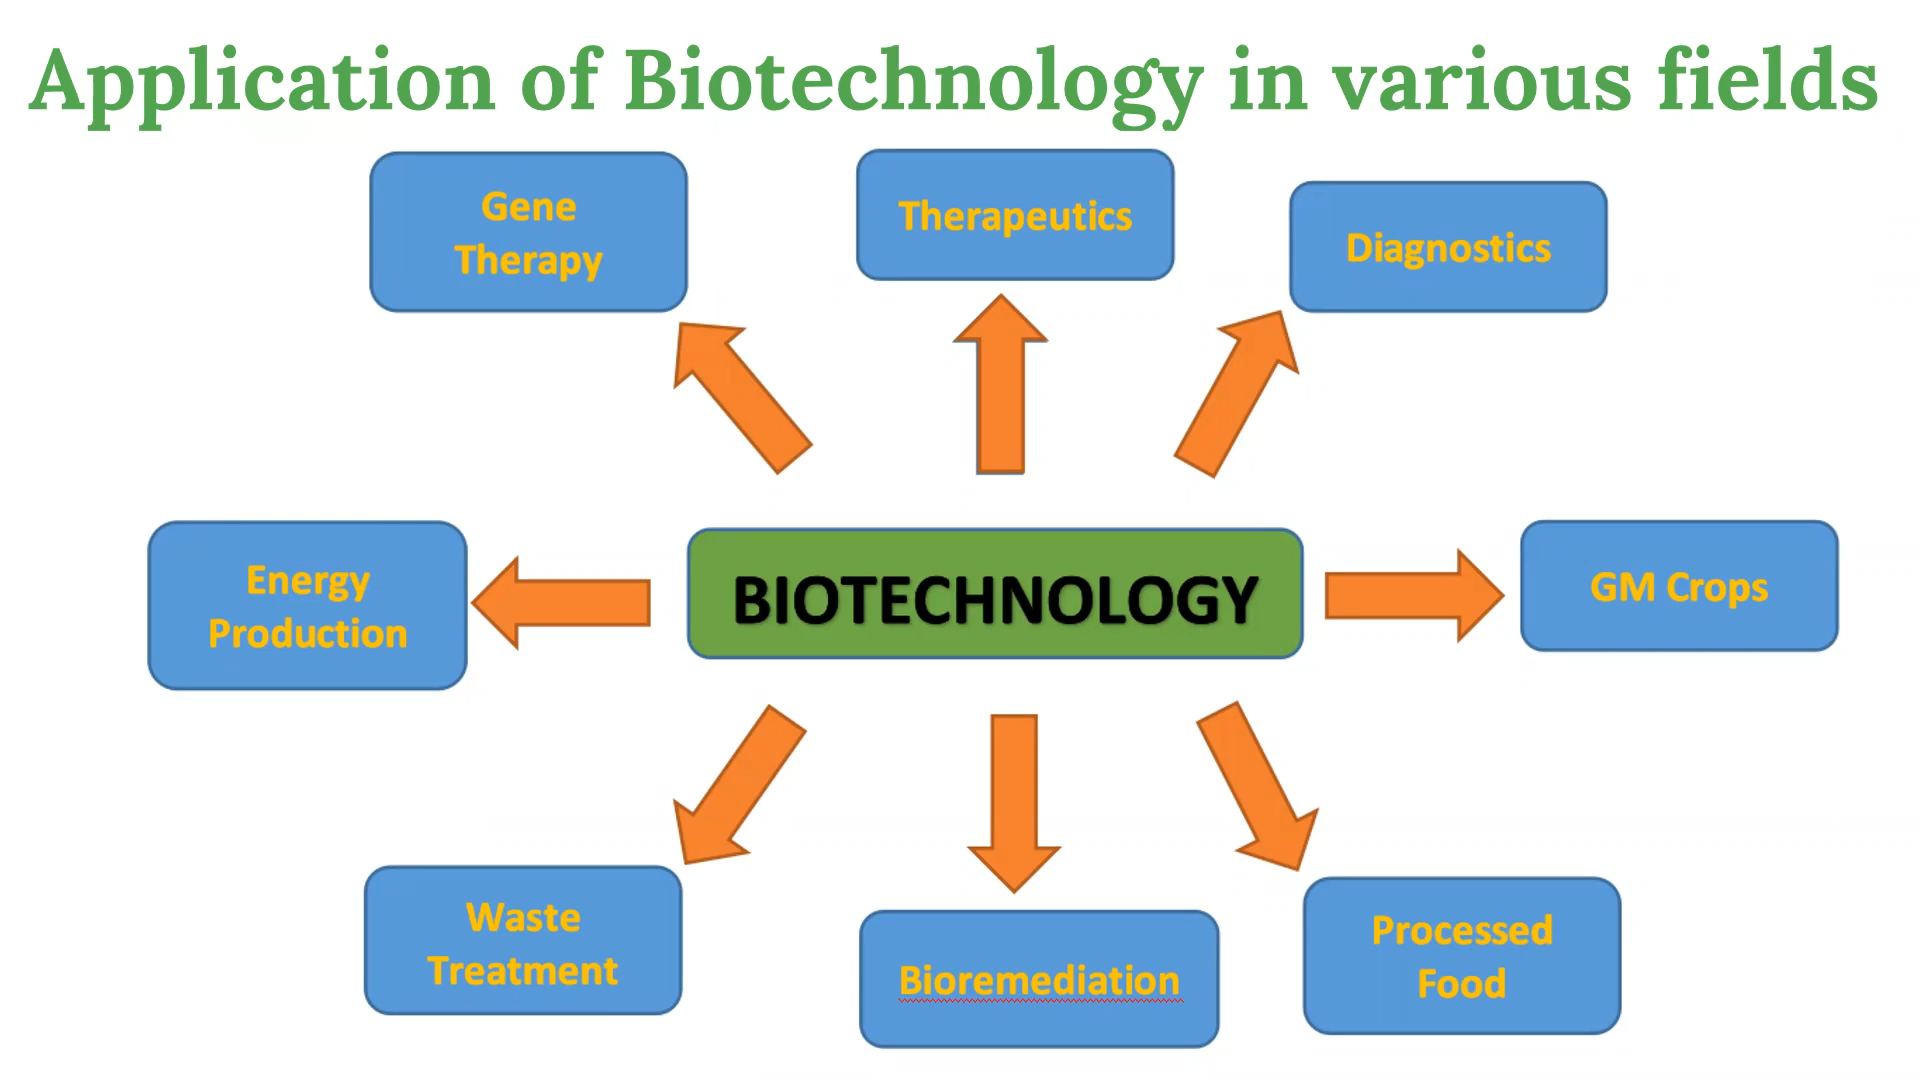 Application of Biotechnology in various fields
Gene
Therapy
Therapeutics
Diagnostics
Energy
Production
BIOTECHNOLOGY
GM Crops
Waste
Treatment
Bioremediation
Processed
Food